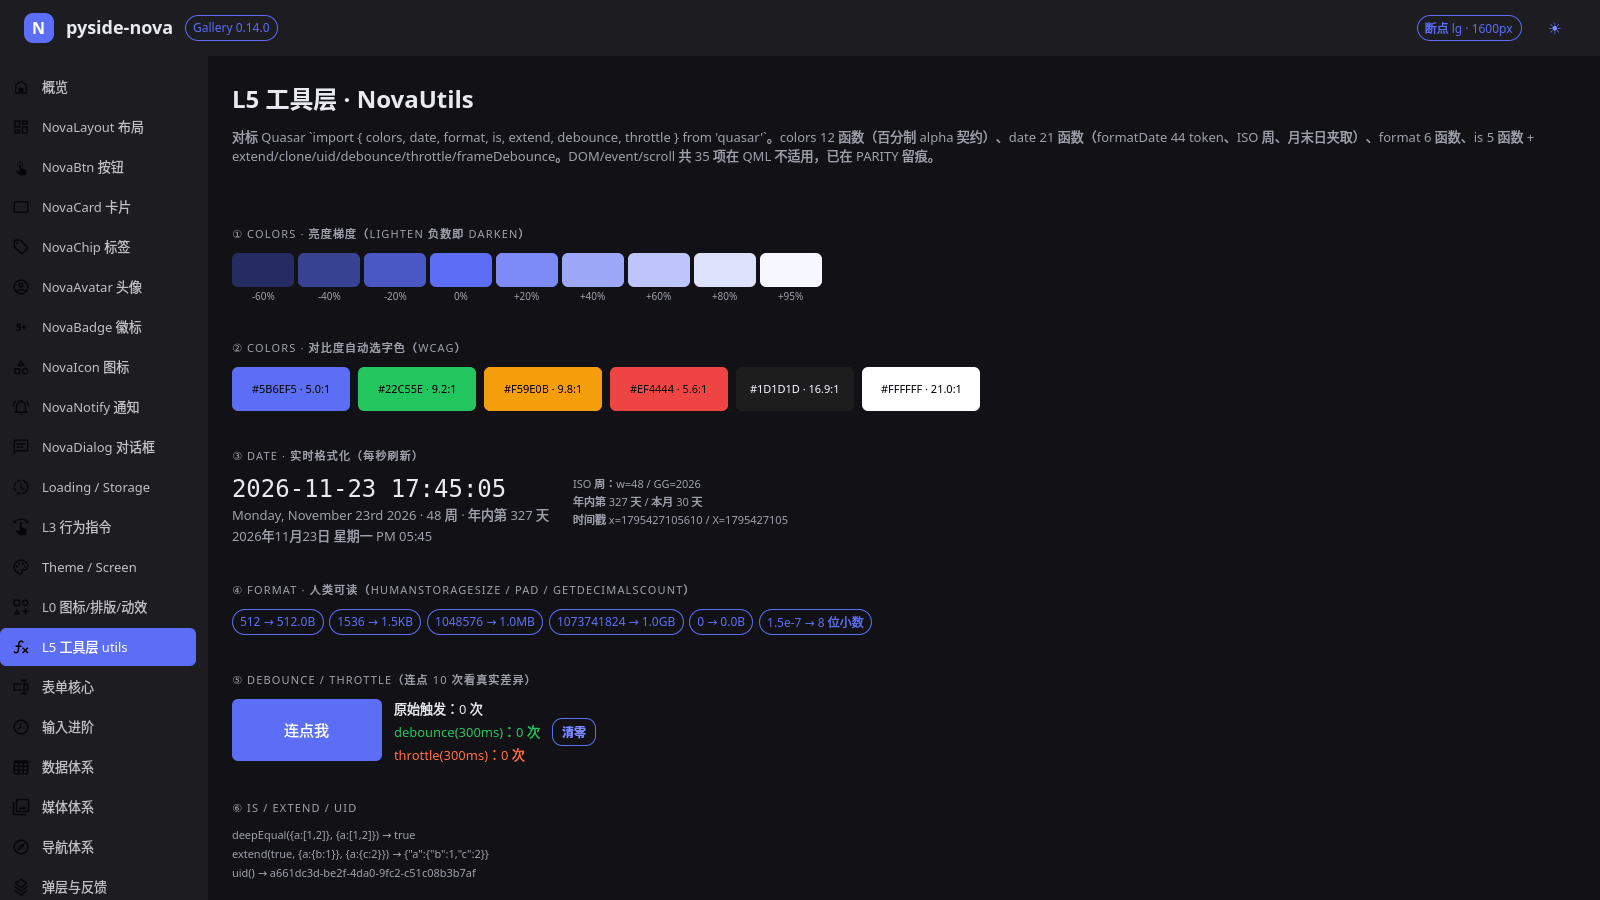 N pyside-nova Gallery 0.14.0 断点 lg · 1600px
概览
NovaLayout 布局
NovaBtn 按钮
NovaCard 卡片
NovaChip 标签
NovaAvatar 头像
9+ NovaBadge 徽标
NovaIcon 图标
NovaNotify 通知
NovaDialog 对话框
Loading / Storage
L3 行为指令
Theme / Screen
L0 图标/排版/动效
L5 工具层 utils
表单核心
输入进阶
数据体系
媒体体系
导航体系
弹层与反馈
L5 工具层 · NovaUtils
对标 Quasar `import { colors, date, format, is, extend, debounce, throttle } from 'quasar'`。colors 12 函数（百分制 alpha 契约）、date 21 函数（formatDate 44 token、ISO 周、月末日夹取）、format 6 函数、is 5 函数 +
extend/clone/uid/debounce/throttle/frameDebounce。DOM/event/scroll 共 35 项在 QML 不适用，已在 PARITY 留痕。
① COLORS · 亮度梯度（LIGHTEN 负数即 DARKEN）
-60% -40% -20% 0% +20% +40% +60% +80% +95%
② COLORS · 对比度自动选字色（WCAG）
#5B6EF5 · 5.0:1 #22C55E · 9.2:1 #F59E0B · 9.8:1 #EF4444 · 5.6:1 #1D1D1D · 16.9:1 #FFFFFF · 21.0:1
③ DATE · 实时格式化（每秒刷新）
2026-11-23 17:45:05
Monday, November 23rd 2026 · 48 周 · 年内第 327 天
2026年11月23日 星期一 PM 05:45
ISO 周：w=48 / GG=2026
年内第 327 天 / 本月 30 天
时间戳 x=1795427105610 / X=1795427105
④ FORMAT · 人类可读（HUMANSTORAGESIZE / PAD / GETDECIMALSCOUNT）
512 → 512.0B 1536 → 1.5KB 1048576 → 1.0MB 1073741824 → 1.0GB 0 → 0.0B 1.5e-7 → 8 位小数
⑤ DEBOUNCE / THROTTLE（连点 10 次看真实差异）
连点我
原始触发：0 次
debounce(300ms)：0 次
throttle(300ms)：0 次
清零
⑥ IS / EXTEND / UID
deepEqual({a:[1,2]}, {a:[1,2]}) → true
extend(true, {a:{b:1}}, {a:{c:2}}) → {"a":{"b":1,"c":2}}
uid() → a661dc3d-be2f-4da0-9fc2-c51c08b3b7af